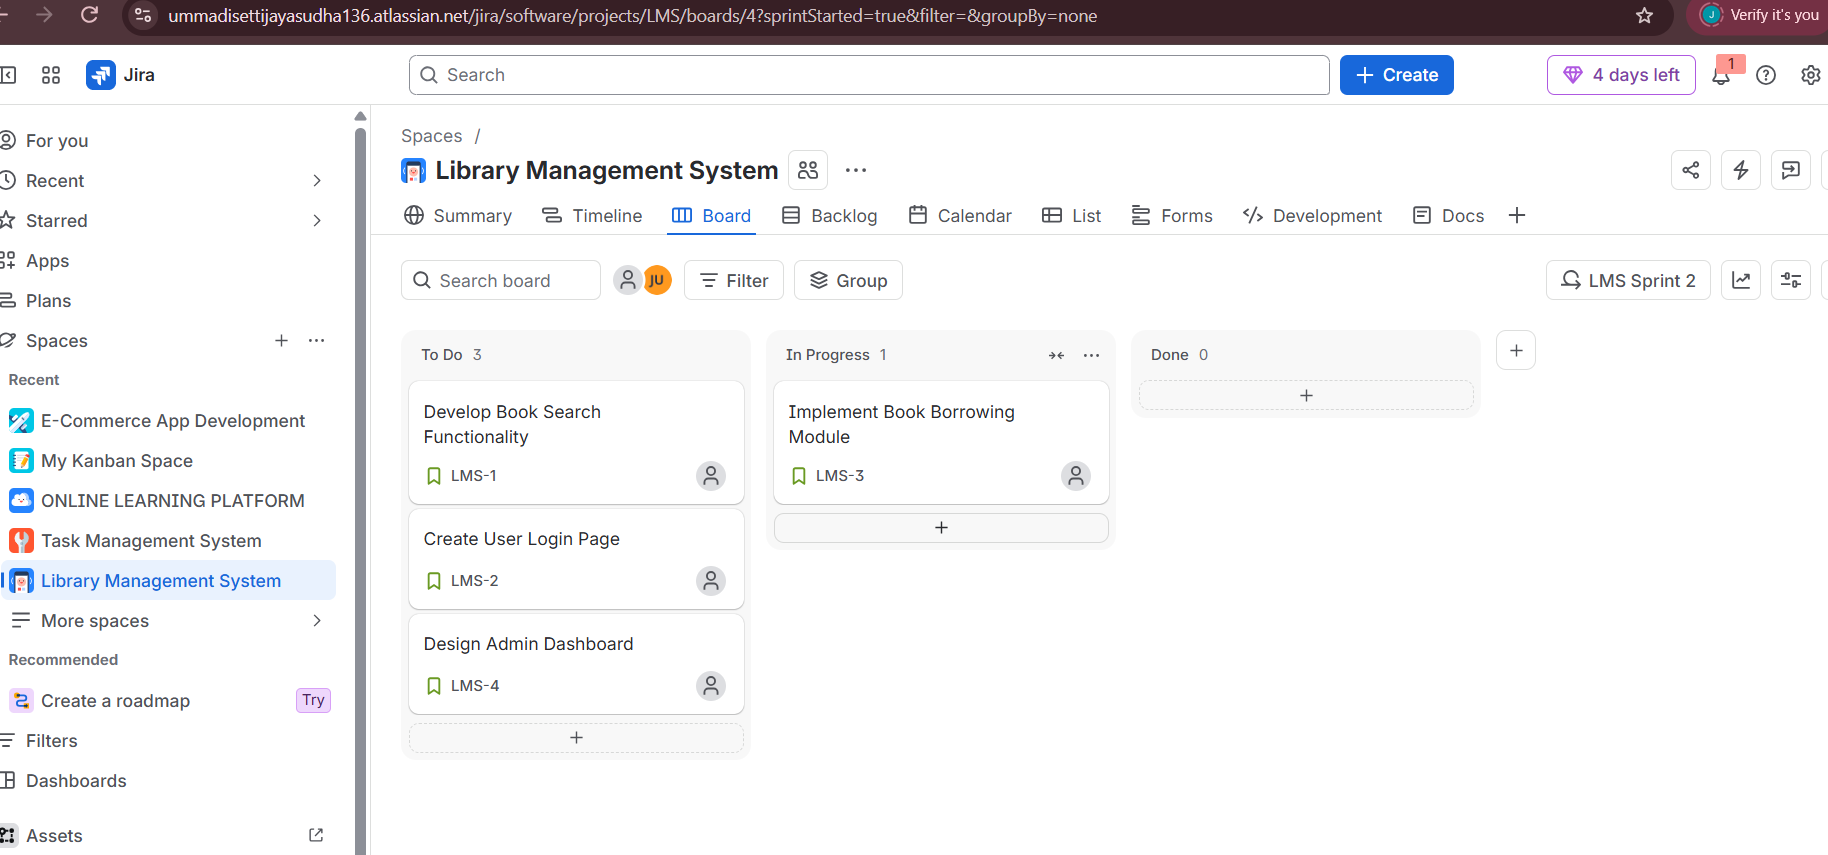 ummadisettijayasudha136.atlassian.net/jira/software/projects/LMS/boards/4?sprintStarted=true&filter=&groupBy=none
J
Verify it's you
Jira
Search
Create
4 days left
1
For you
Recent
Starred
Apps
Plans
Spaces
Recent
E-Commerce App Development
My Kanban Space
ONLINE LEARNING PLATFORM
Task Management System
Library Management System
More spaces
Recommended
Create a roadmap
Try
Filters
Dashboards
Assets
Spaces /
Library Management System
Summary
Timeline
Board
Backlog
Calendar
List
Forms
Development
Docs
Search board
JU
Filter
Group
LMS Sprint 2
To Do 3
Develop Book Search
Functionality
LMS-1
Create User Login Page
LMS-2
Design Admin Dashboard
LMS-4
In Progress 1
Implement Book Borrowing
Module
LMS-3
Done 0